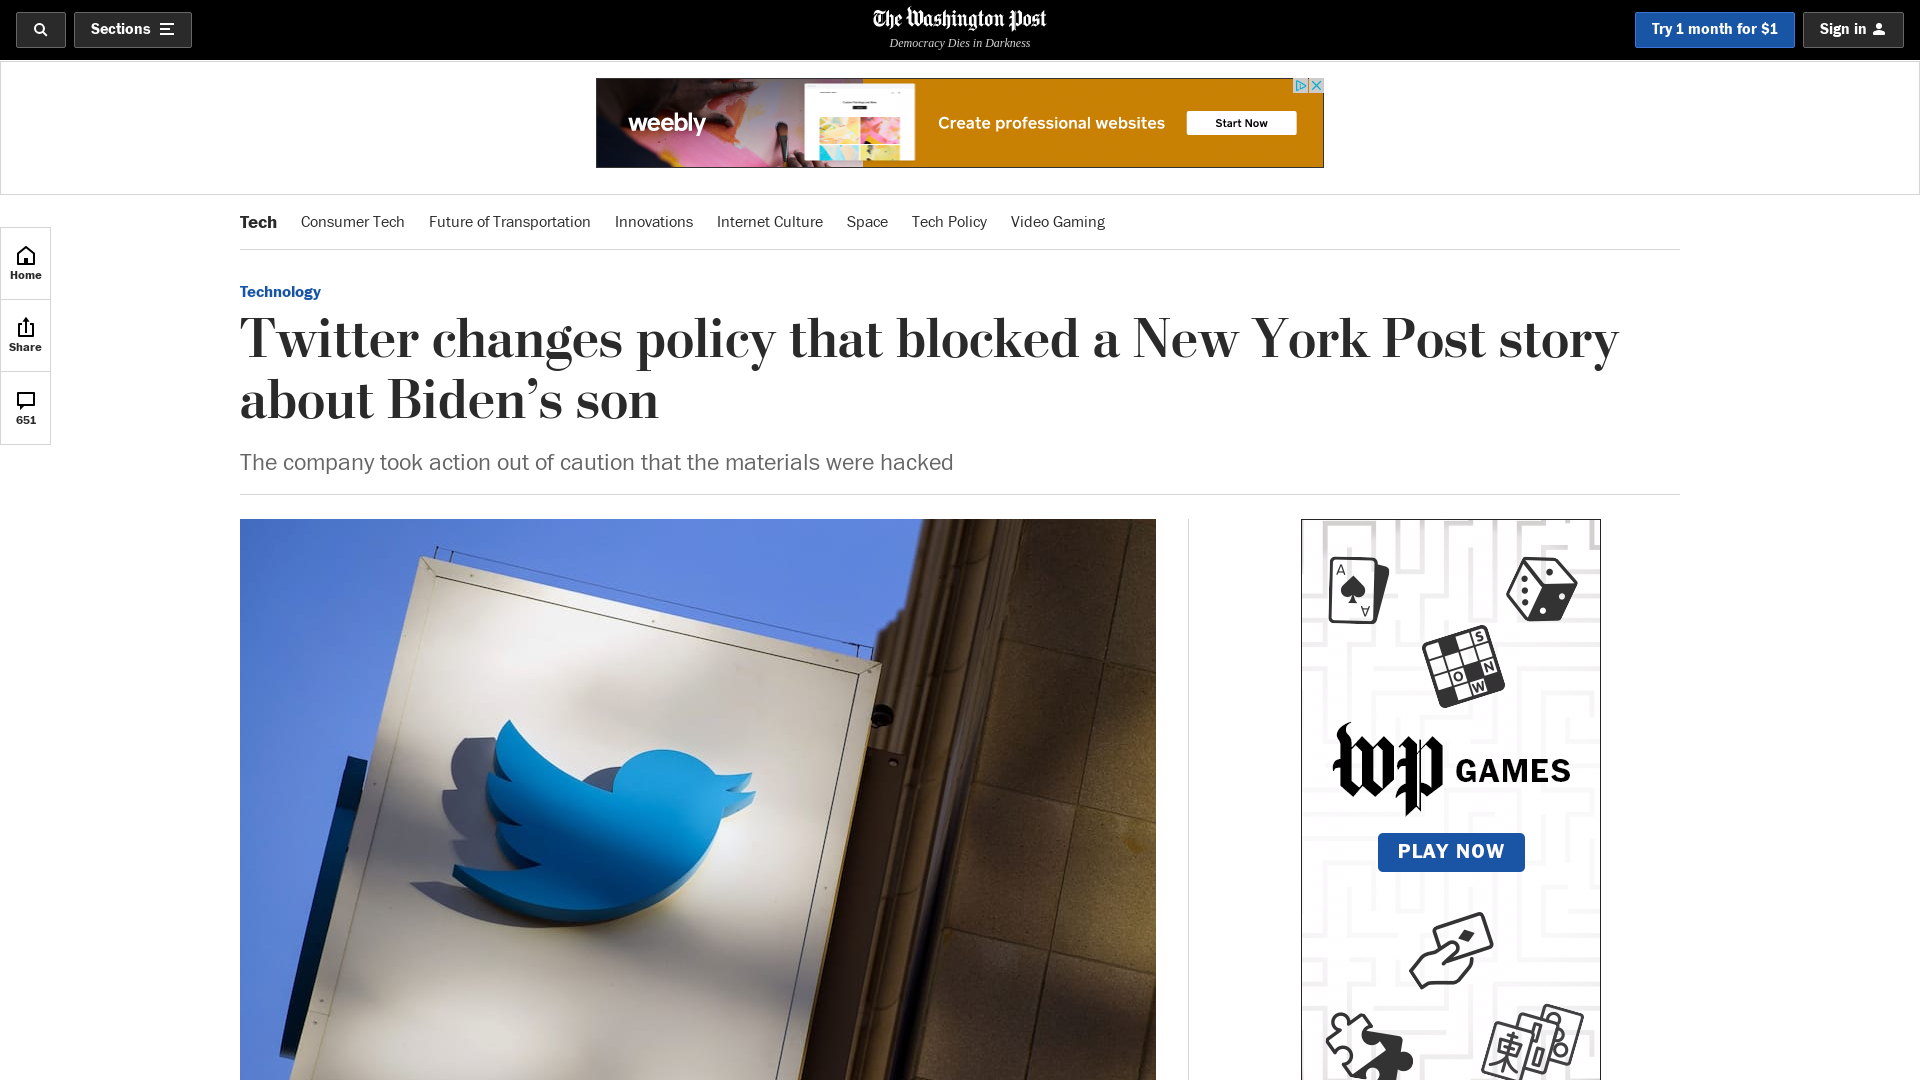 Sections
The Washington Post
Democracy Dies in Darkness
Try 1 month for $1
Sign in
weebly
Create professional websites
Start Now
Home
Share
651
Tech
Consumer Tech
Future of Transportation
Innovations
Internet Culture
Space
Tech Policy
Video Gaming
Technology
Twitter changes policy that blocked a New York Post story
about Biden’s son
The company took action out of caution that the materials were hacked
A
A
S
O N
W
wp GAMES
PLAY NOW
東